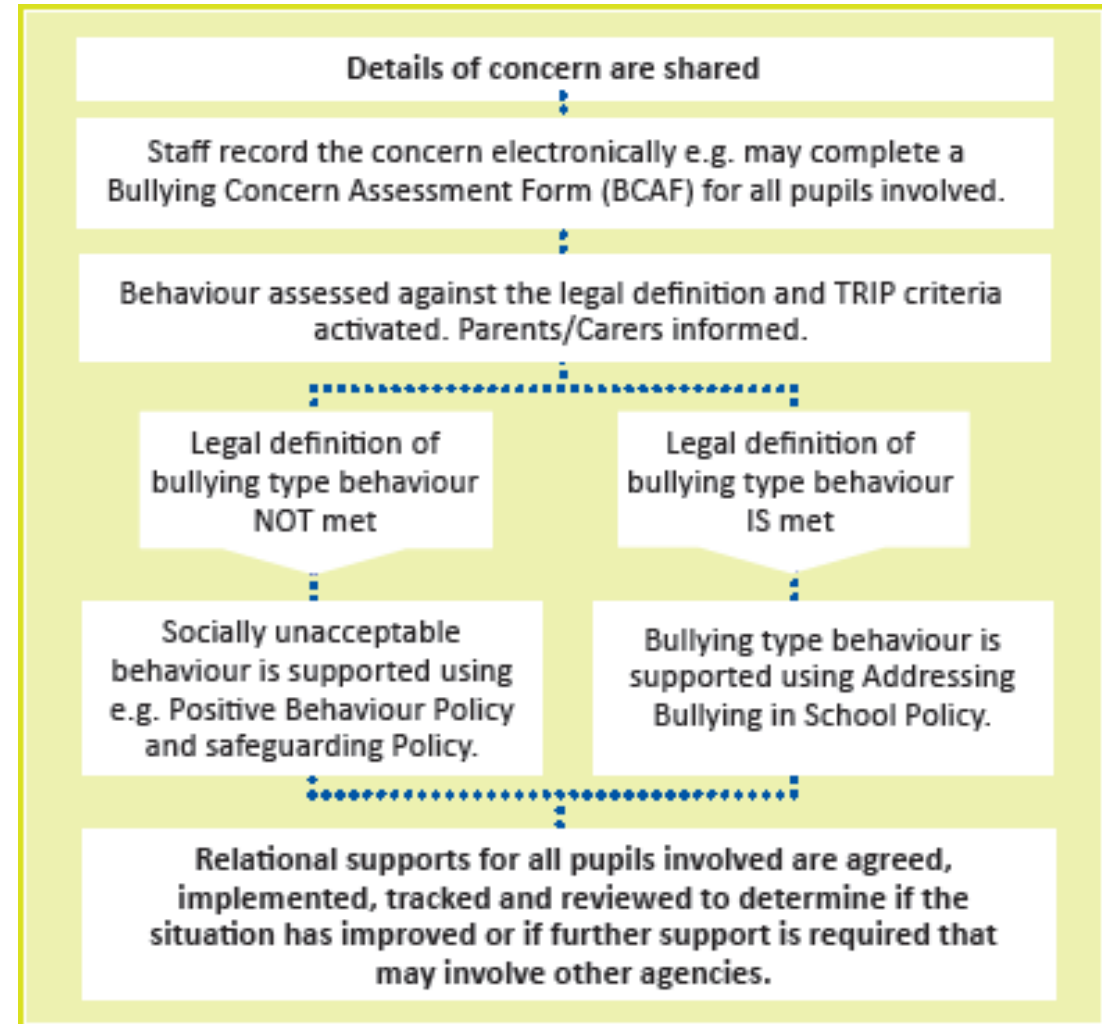 Details of concern are shared
Staff record the concern electronically e.g. may complete a
Bullying Concern Assessment Form (BCAF) for all pupils involved.
Behaviour assessed against the legal definition and TRIP criteria
activated. Parents/Carers informed.
Legal definition of
bullying type behaviour
NOT met
Legal definition of
bullying type behaviour
IS met
Socially unacceptable
behaviour is supported using
e.g. Positive Behaviour Policy
and safeguarding Policy.
Bullying type behaviour is
supported using Addressing
Bullying in School Policy.
Relational supports for all pupils involved are agreed,
implemented, tracked and reviewed to determine if the
situation has improved or if further support is required that
may involve other agencies.